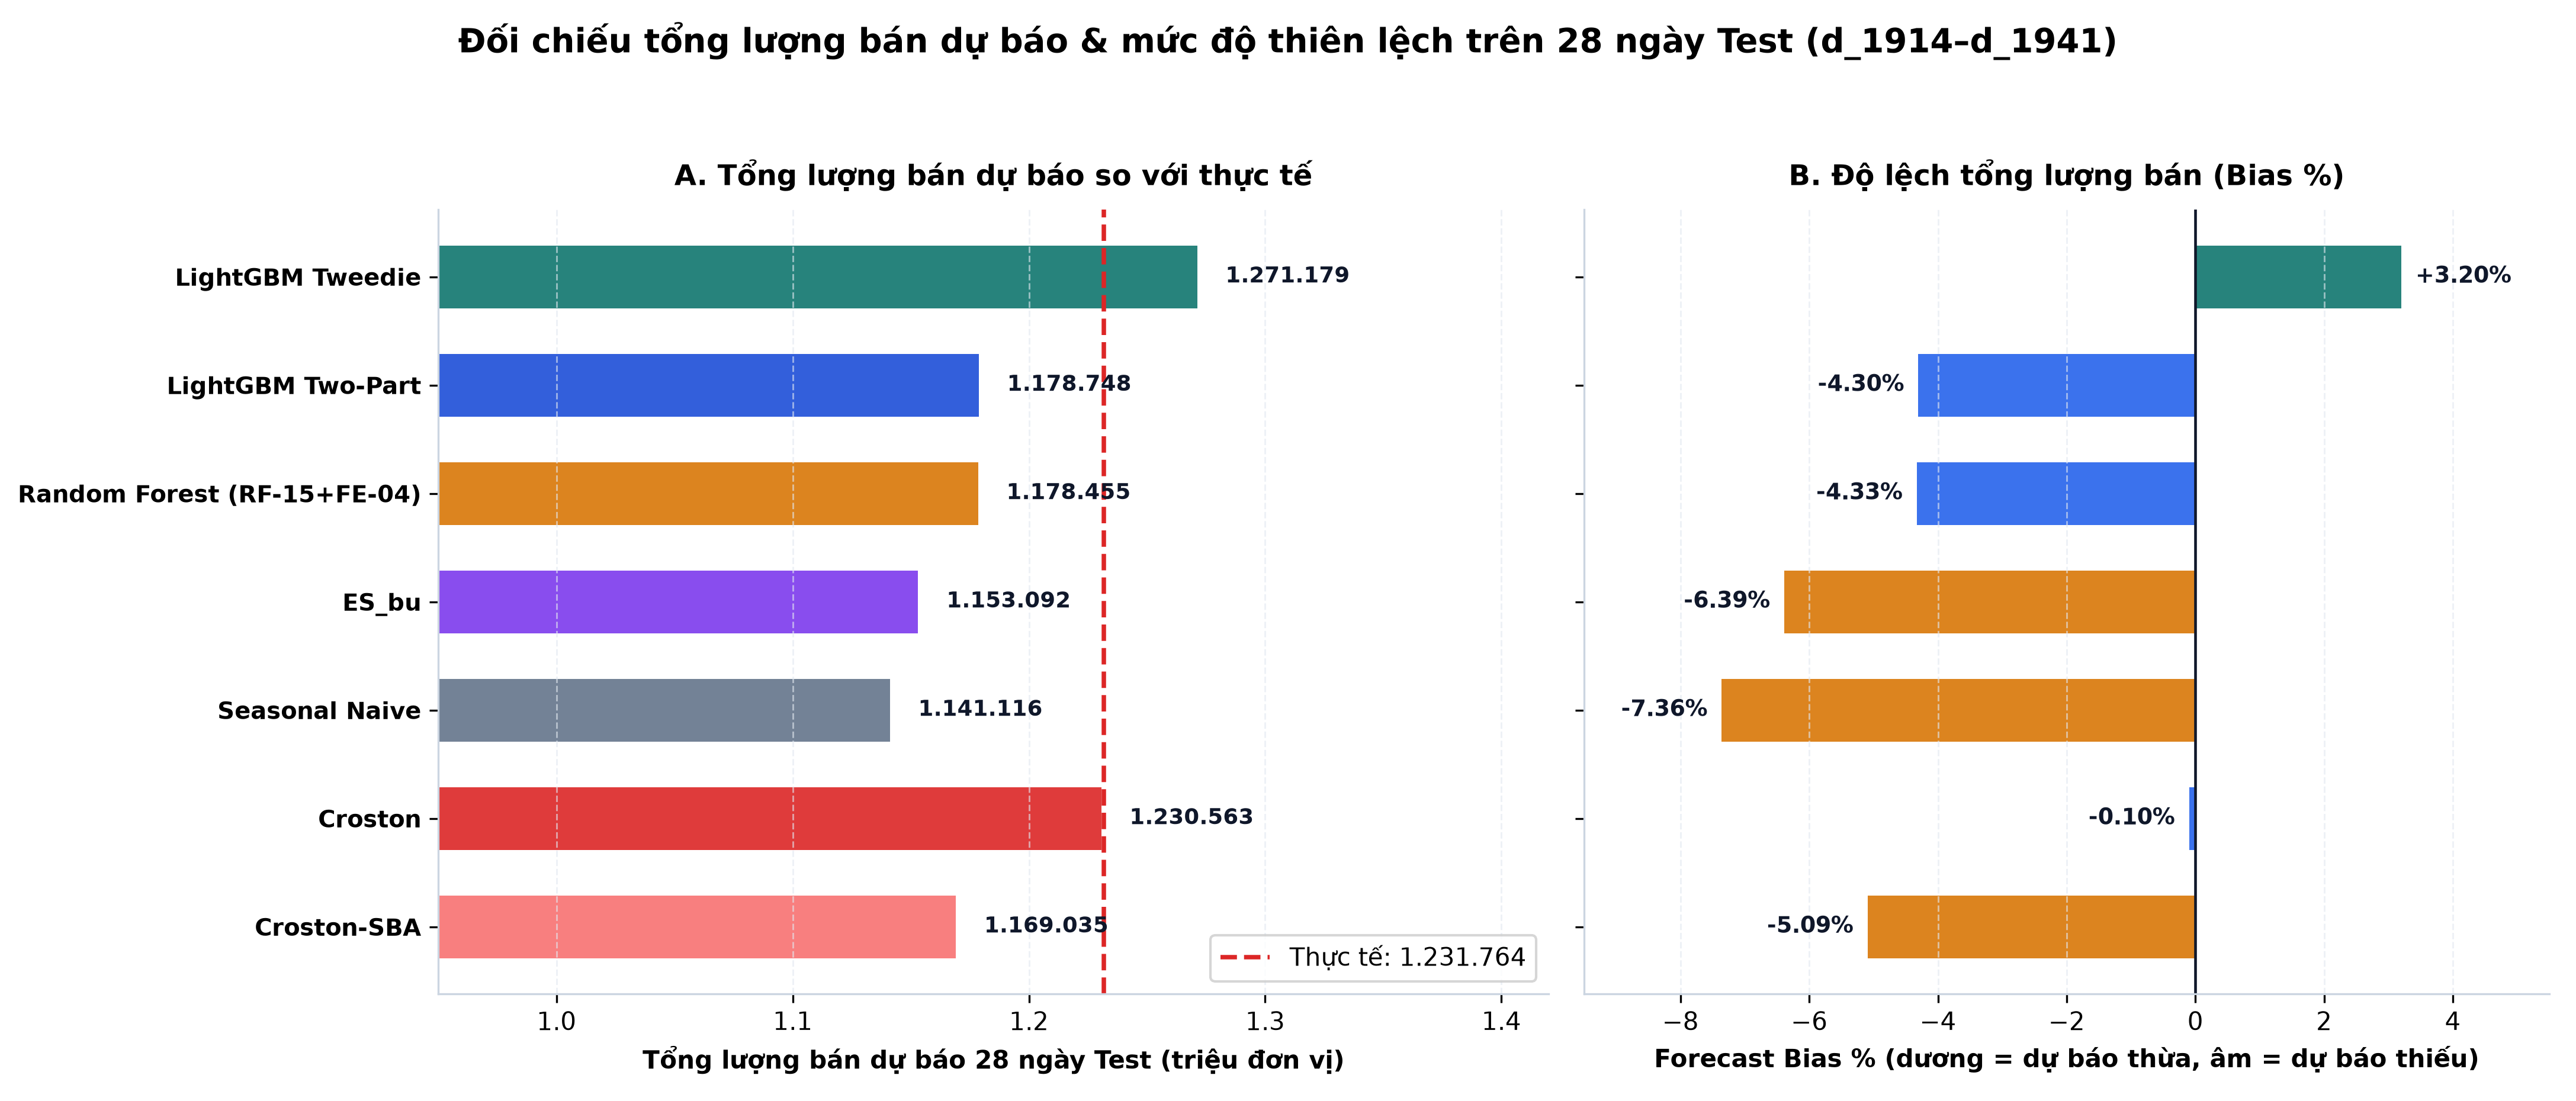 Đối chiếu tổng lượng bán dự báo & mức độ thiên lệch trên 28 ngày Test (d_1914–d_1941)
A. Tổng lượng bán dự báo so với thực tế
LightGBM Tweedie
1.271.179
LightGBM Two-Part
1.178.748
Random Forest (RF-15+FE-04)
1.178.455
ES_bu
1.153.092
Seasonal Naive
1.141.116
Croston
1.230.563
Croston-SBA
1.169.035
Thực tế: 1.231.764
1.0 1.1 1.2 1.3 1.4
Tổng lượng bán dự báo 28 ngày Test (triệu đơn vị)
B. Độ lệch tổng lượng bán (Bias %)
+3.20%
-4.30%
-4.33%
-6.39%
-7.36%
-0.10%
-5.09%
−8 −6 −4 −2 0 2 4
Forecast Bias % (dương = dự báo thừa, âm = dự báo thiếu)